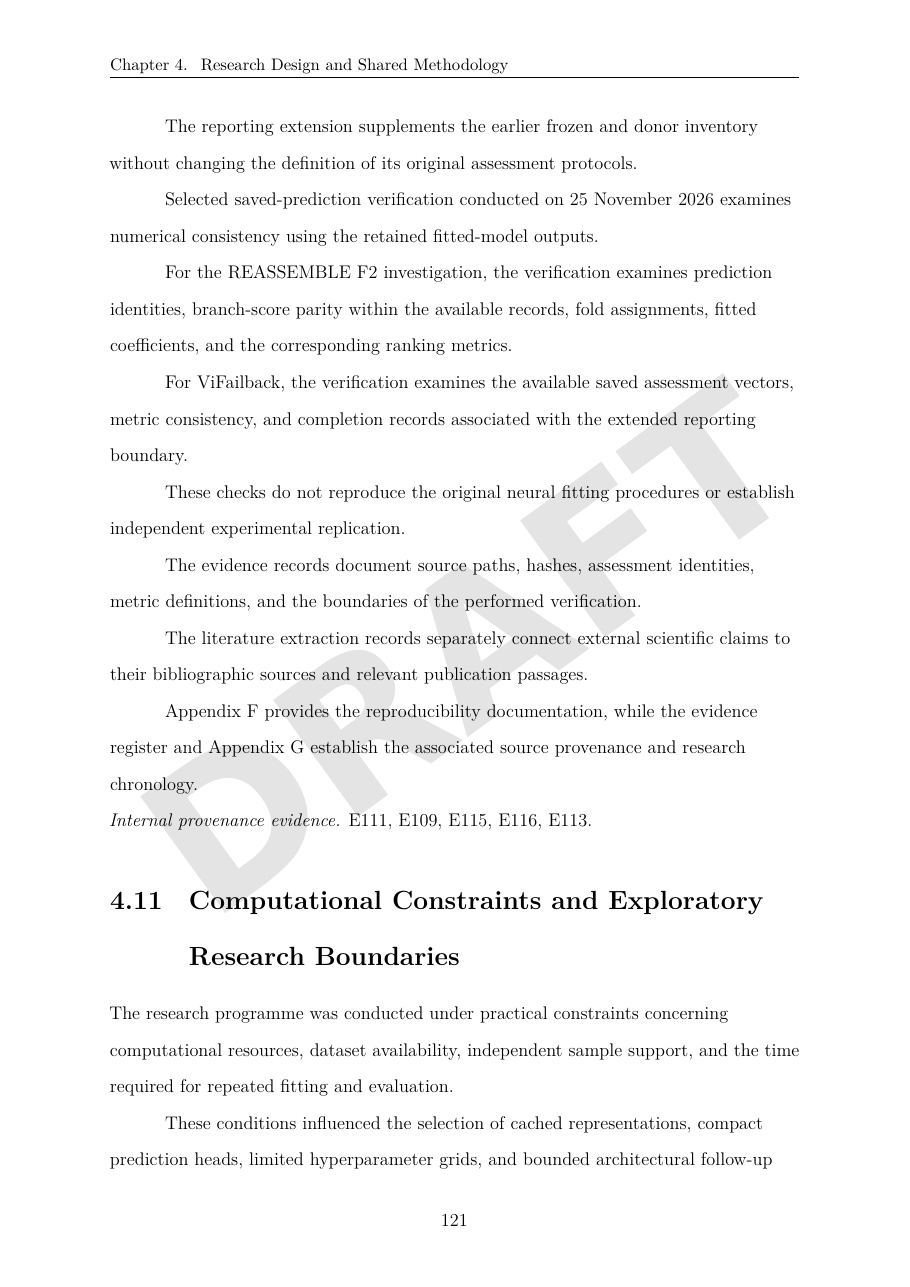 Chapter 4. Research Design and Shared Methodology
The reporting extension supplements the earlier frozen and donor inventory
without changing the definition of its original assessment protocols.
Selected saved-prediction verification conducted on 25 November 2026 examines
numerical consistency using the retained fitted-model outputs.
For the REASSEMBLE F2 investigation, the verification examines prediction
identities, branch-score parity within the available records, fold assignments, fitted
coefficients, and the corresponding ranking metrics.
For ViFailback, the verification examines the available saved assessment vectors,
metric consistency, and completion records associated with the extended reporting
boundary.
These checks do not reproduce the original neural fitting procedures or establish
independent experimental replication.
The evidence records document source paths, hashes, assessment identities,
metric definitions, and the boundaries of the performed verification.
The literature extraction records separately connect external scientific claims to
their bibliographic sources and relevant publication passages.
Appendix F provides the reproducibility documentation, while the evidence
register and Appendix G establish the associated source provenance and research
chronology.
Internal provenance evidence. E111, E109, E115, E116, E113.
4.11 Computational Constraints and Exploratory
Research Boundaries
The research programme was conducted under practical constraints concerning
computational resources, dataset availability, independent sample support, and the time
required for repeated fitting and evaluation.
These conditions influenced the selection of cached representations, compact
prediction heads, limited hyperparameter grids, and bounded architectural follow-up
121
DRAFT